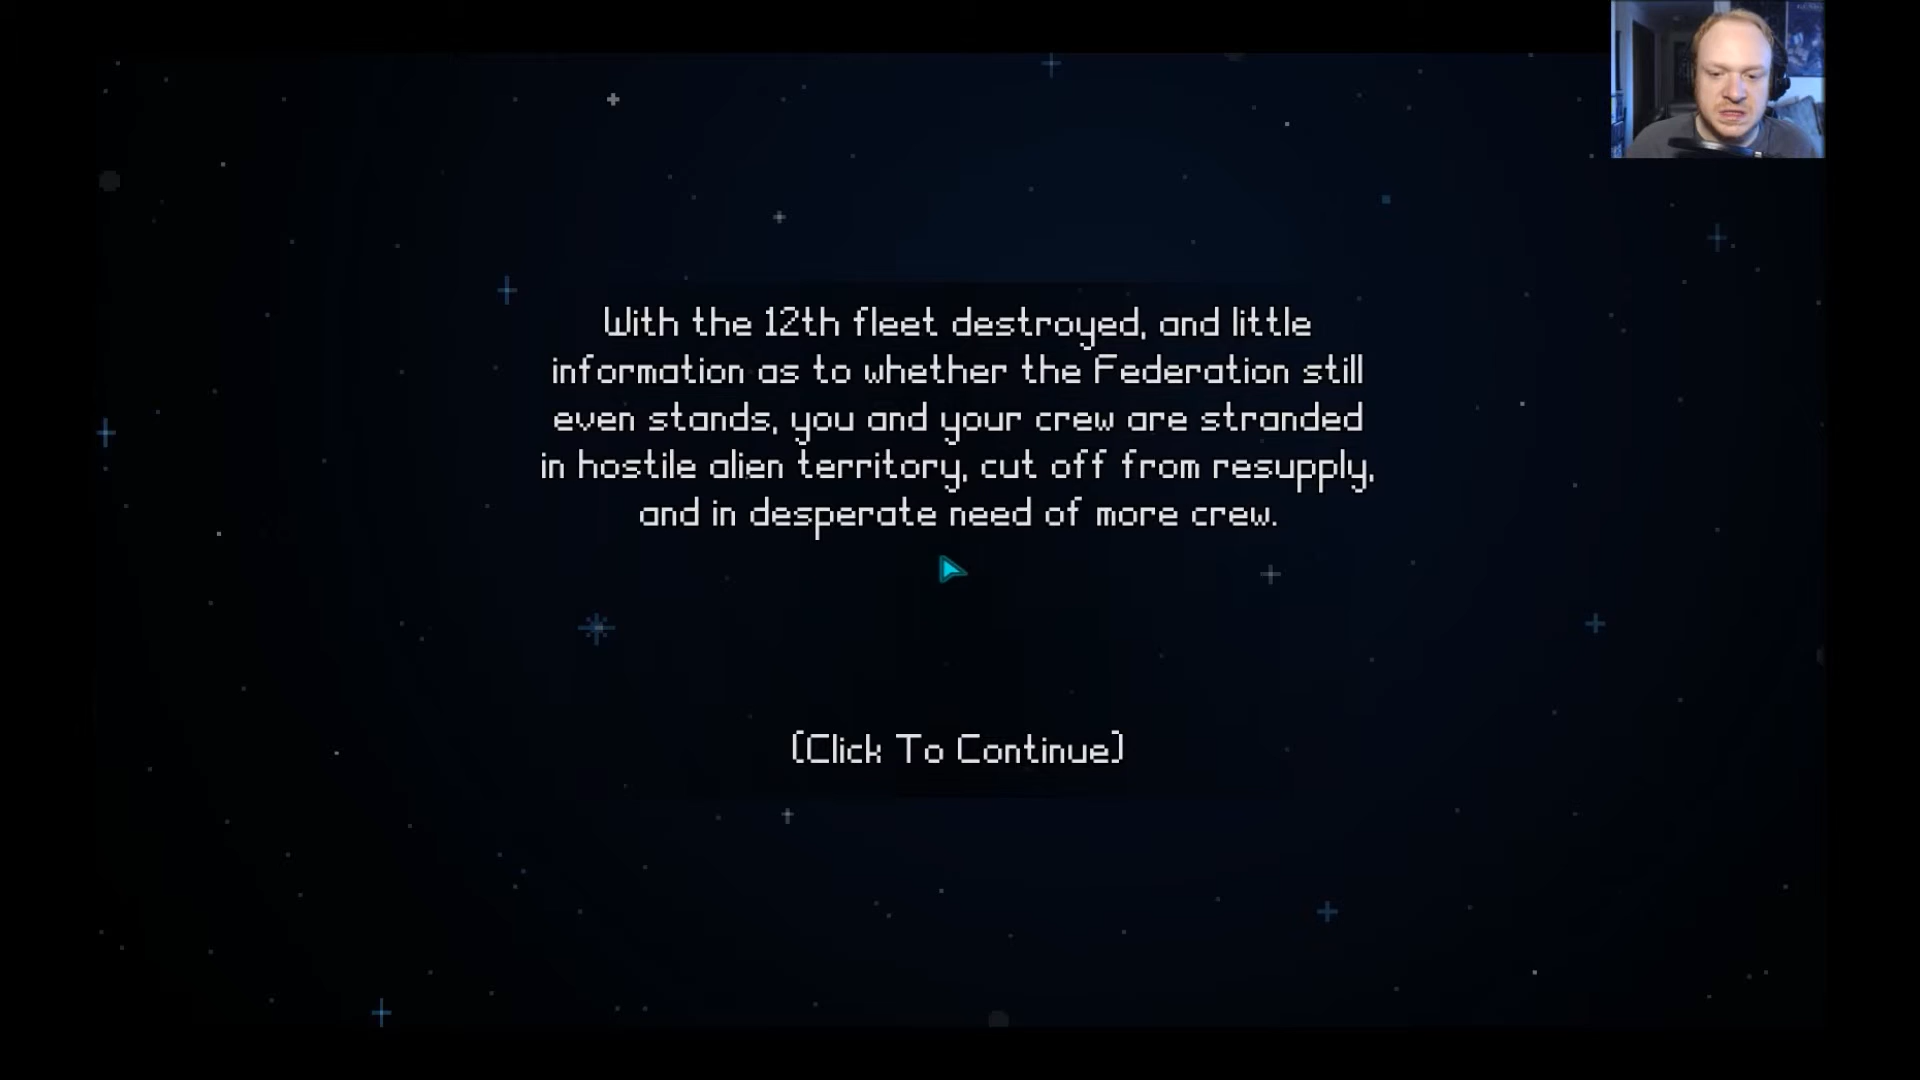 With the 12th fleet destroyed, and little
information as to whether the Federation still
even stands, you and your crew are stranded
in hostile alien territory, cut off from resupply,
and in desperate need of more crew.
(Click To Continue)